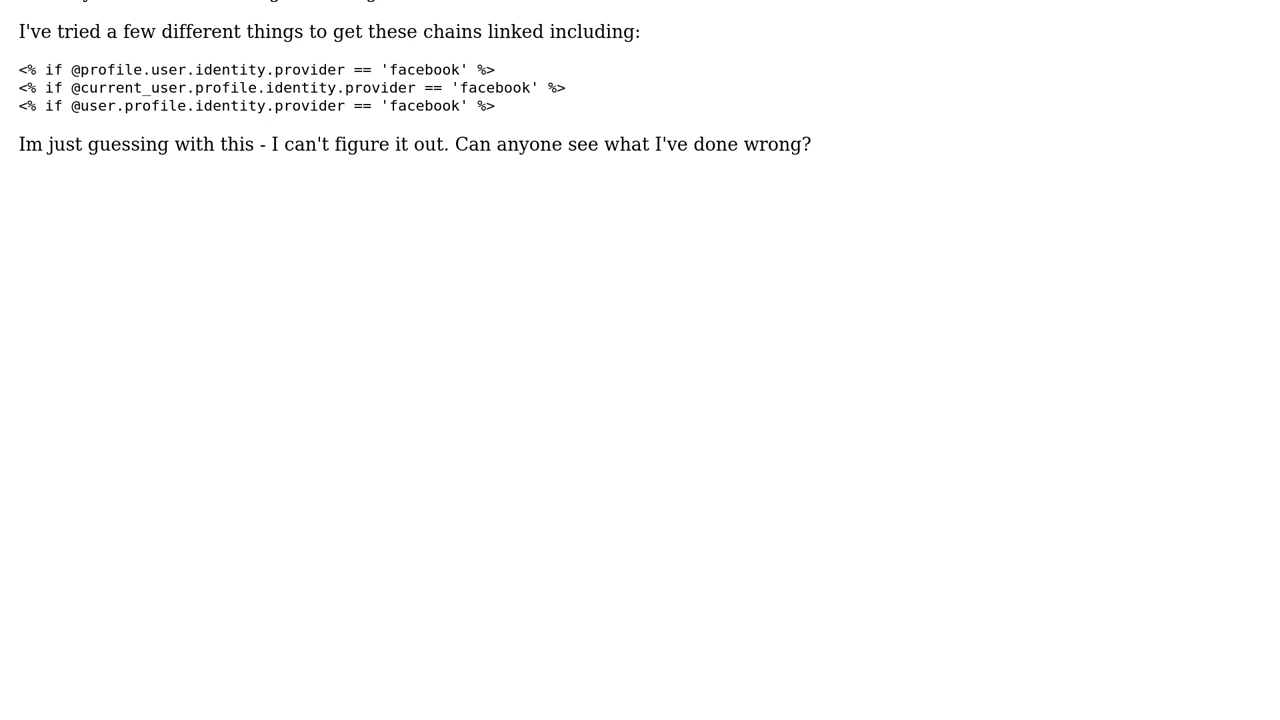 I've tried a few different things to get these chains linked including:
<% if @profile.user.identity.provider == 'facebook' %>
<% if @current_user.profile.identity.provider == 'facebook' %>
<% if @user.profile.identity.provider == 'facebook' %>
Im just guessing with this - I can't figure it out. Can anyone see what I've done wrong?